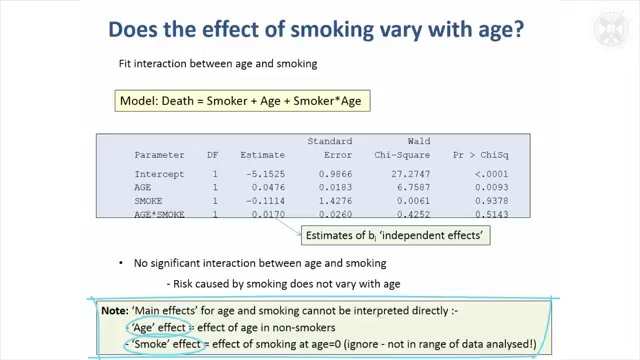 Does the effect of smoking vary with age?
Fit interaction between age and smoking
Model: Death = Smoker + Age + Smoker*Age
Standard Wald
Parameter DF Estimate Error Chi-Square Pr > ChiSq
Intercept 1 -5.1525 0.9866 27.2747 <.0001
AGE 1 0.0476 0.0183 6.7587 0.0093
SMOKE 1 -0.1114 1.4276 0.0061 0.9378
AGE*SMOKE 1 0.0170 0.0260 0.4252 0.5143
Estimates of bi 'independent effects'
• No significant interaction between age and smoking
- Risk caused by smoking does not vary with age
Note: 'Main effects' for age and smoking cannot be interpreted directly :-
- 'Age' effect = effect of age in non-smokers
- 'Smoke' effect = effect of smoking at age=0 (ignore - not in range of data analysed!)